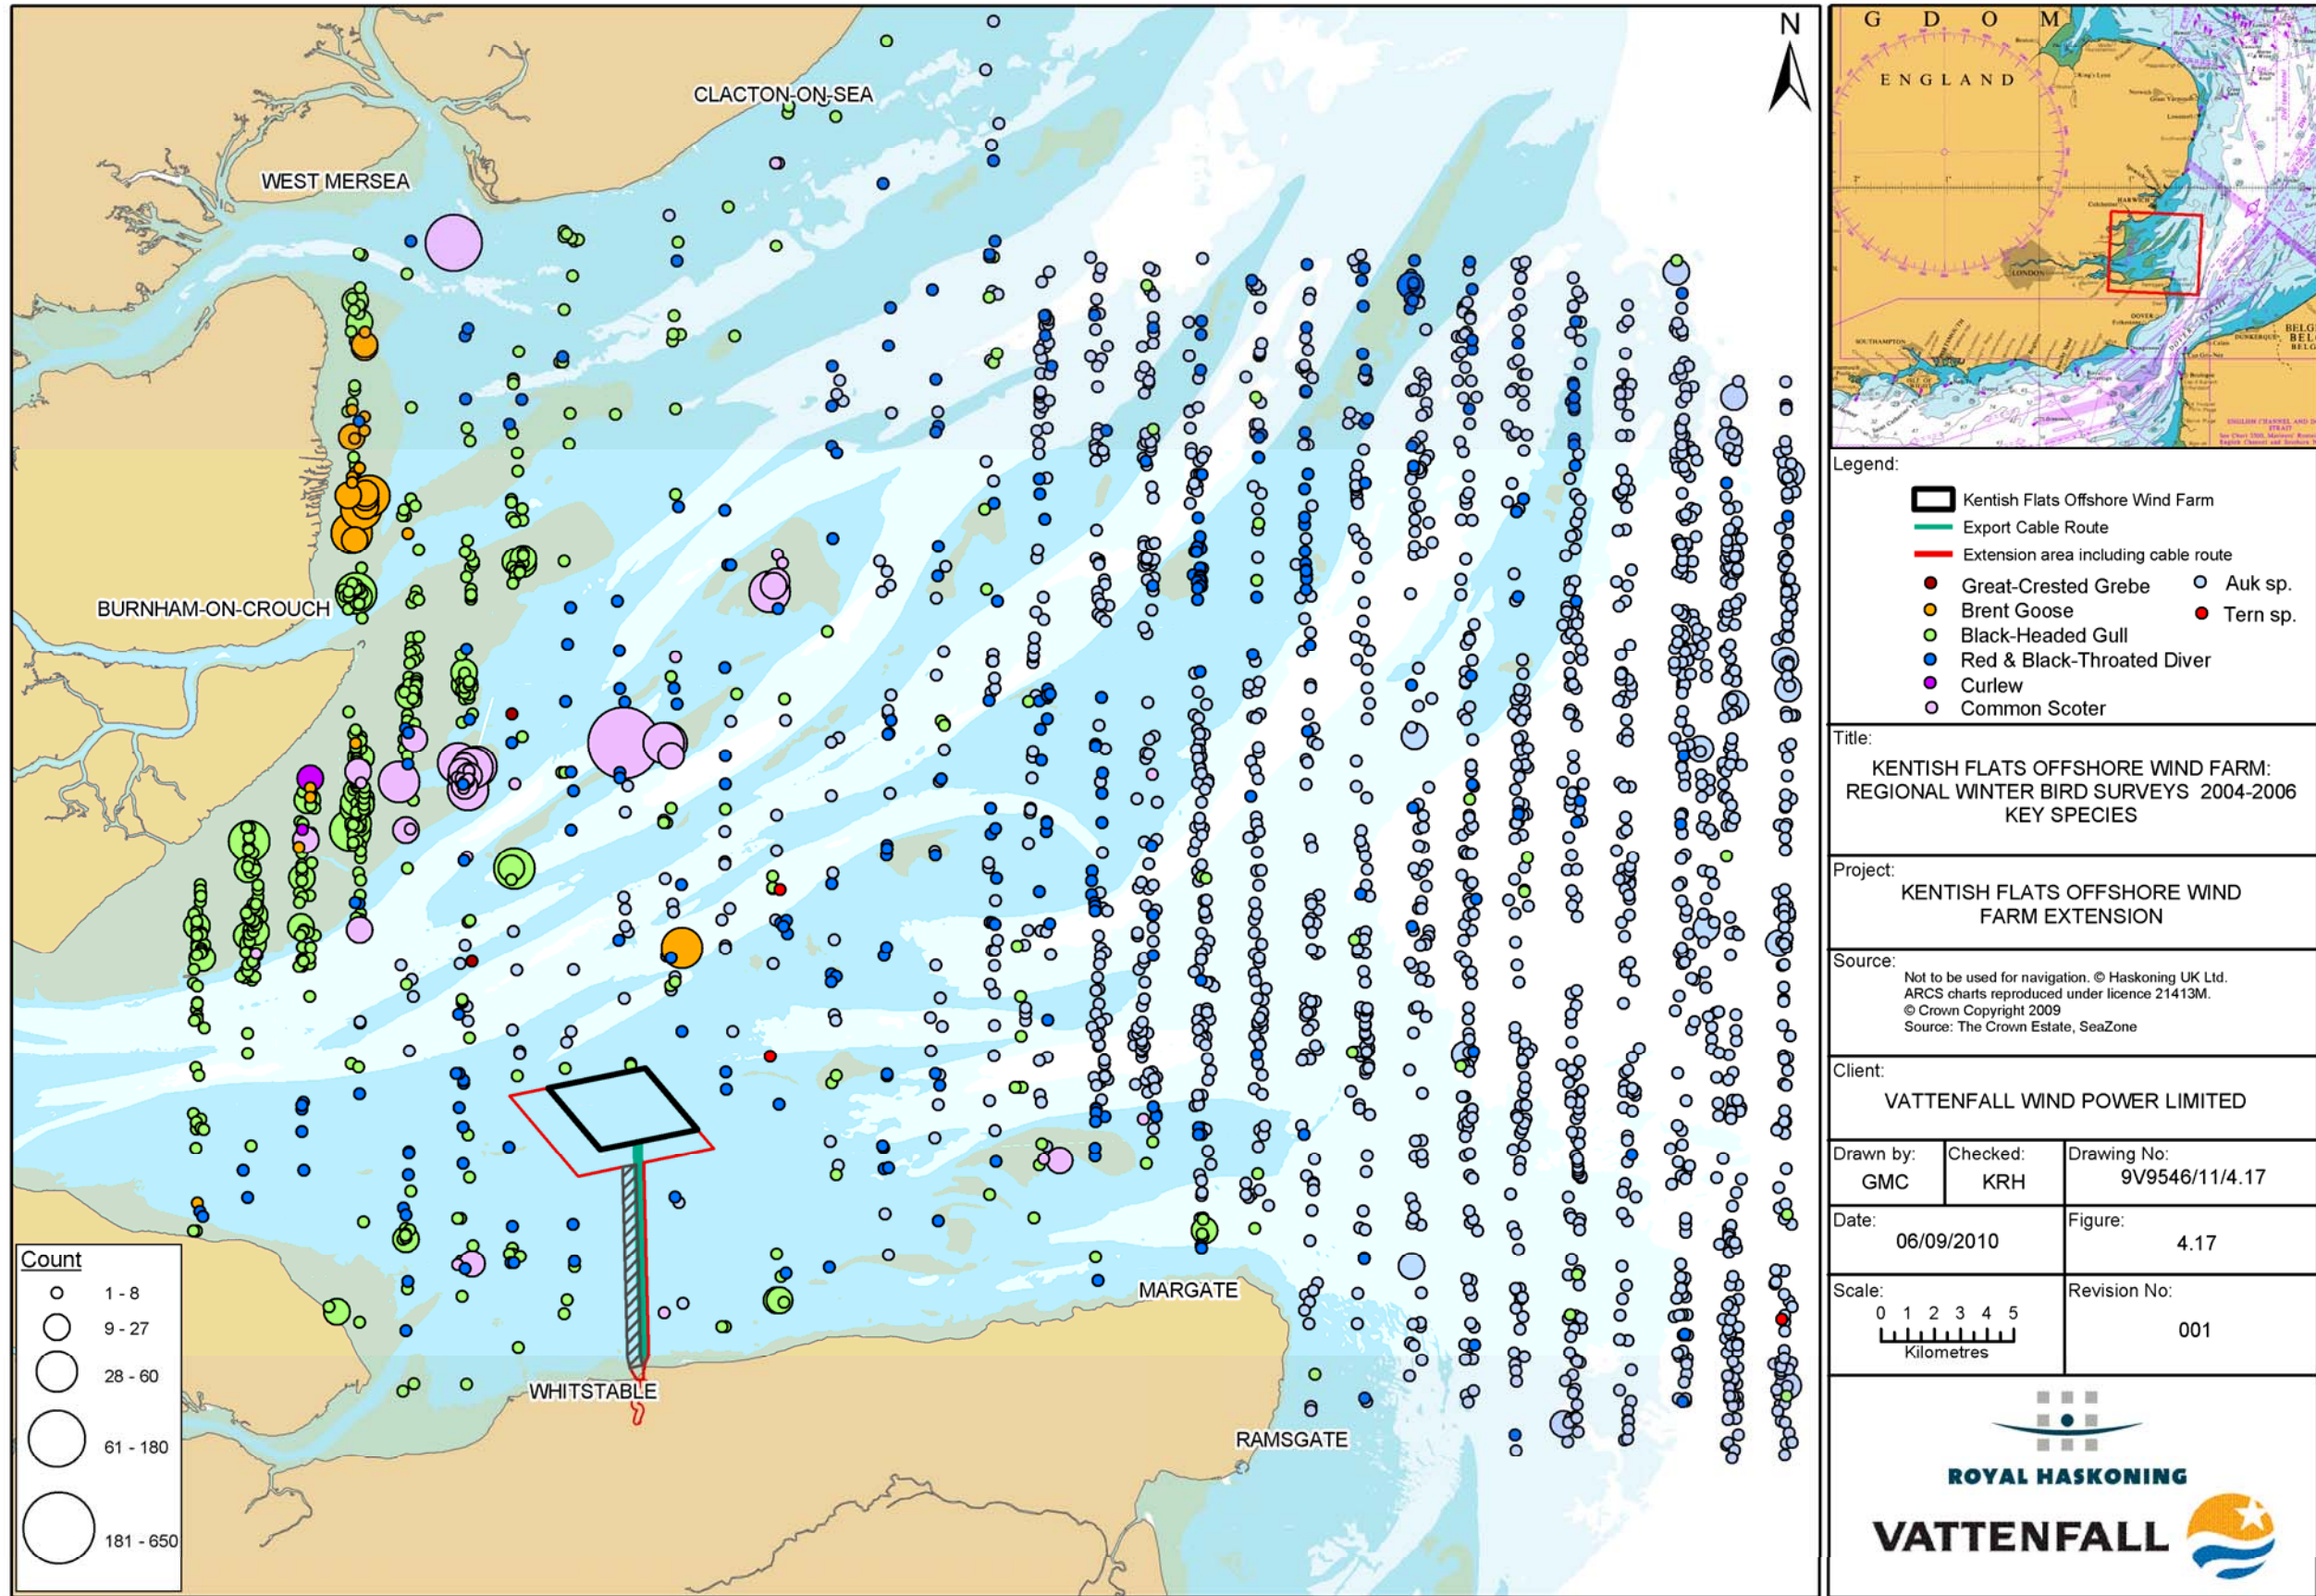 CLACTON-ON-SEA
N
WEST MERSEA
BURNHAM-ON-CROUCH
MARGATE
WHITSTABLE
RAMSGATE
Count
1 - 8
9 - 27
28 - 60
61 - 180
181 - 650
G D O M
ENGLAND
HARWICH
LONDON
DOVER
SOUTHAMPTON
DUNKERQUE
Legend:
Kentish Flats Offshore Wind Farm
Export Cable Route
Extension area including cable route
Great-Crested Grebe
Auk sp.
Brent Goose
Tern sp.
Black-Headed Gull
Red & Black-Throated Diver
Curlew
Common Scoter
Title:
KENTISH FLATS OFFSHORE WIND FARM:
REGIONAL WINTER BIRD SURVEYS 2004-2006
KEY SPECIES
Project:
KENTISH FLATS OFFSHORE WIND
FARM EXTENSION
Source:
Not to be used for navigation. © Haskoning UK Ltd.
ARCS charts reproduced under licence 21413M.
© Crown Copyright 2009
Source: The Crown Estate, SeaZone
Client:
VATTENFALL WIND POWER LIMITED
Drawn by:
GMC
Checked:
KRH
Drawing No:
9V9546/11/4.17
Date:
06/09/2010
Figure:
4.17
Scale:
0 1 2 3 4 5
Kilometres
Revision No:
001
ROYAL HASKONING
VATTENFALL